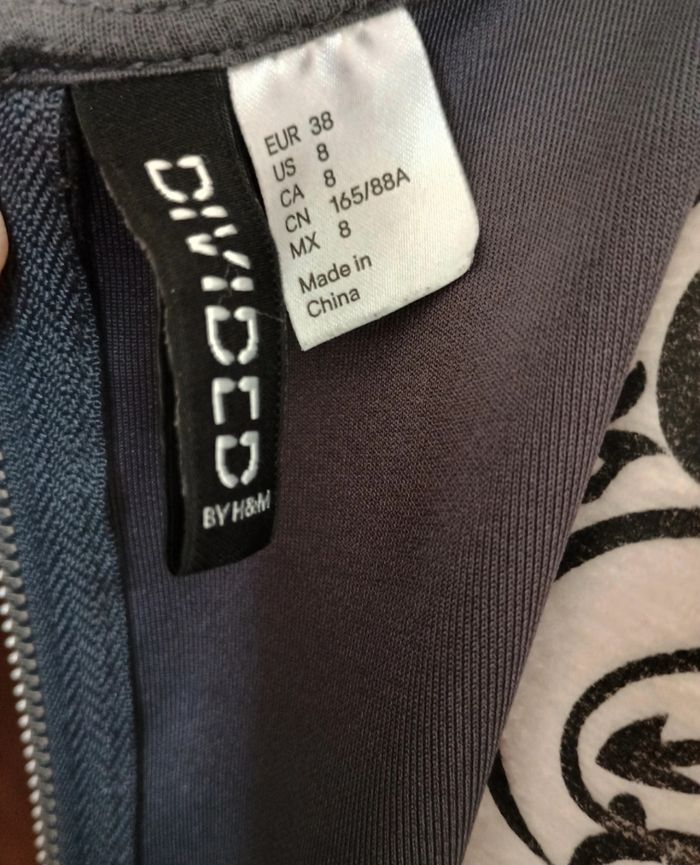 DIVIDED
BY H&M
EUR 38
US 8
CA 8
CN 165/88A
MX 8
Made in
China